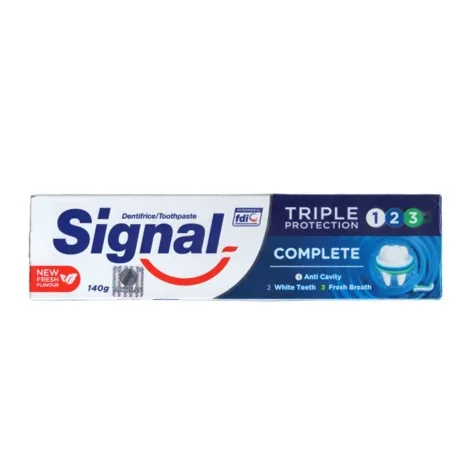 Dentifrice/Toothpaste
Signal
NEW
FRESH
FLAVOUR
140g
fdi
TRIPLE
PROTECTION
1 2 3
COMPLETE
1 Anti Cavity
2 White Teeth 3 Fresh Breath